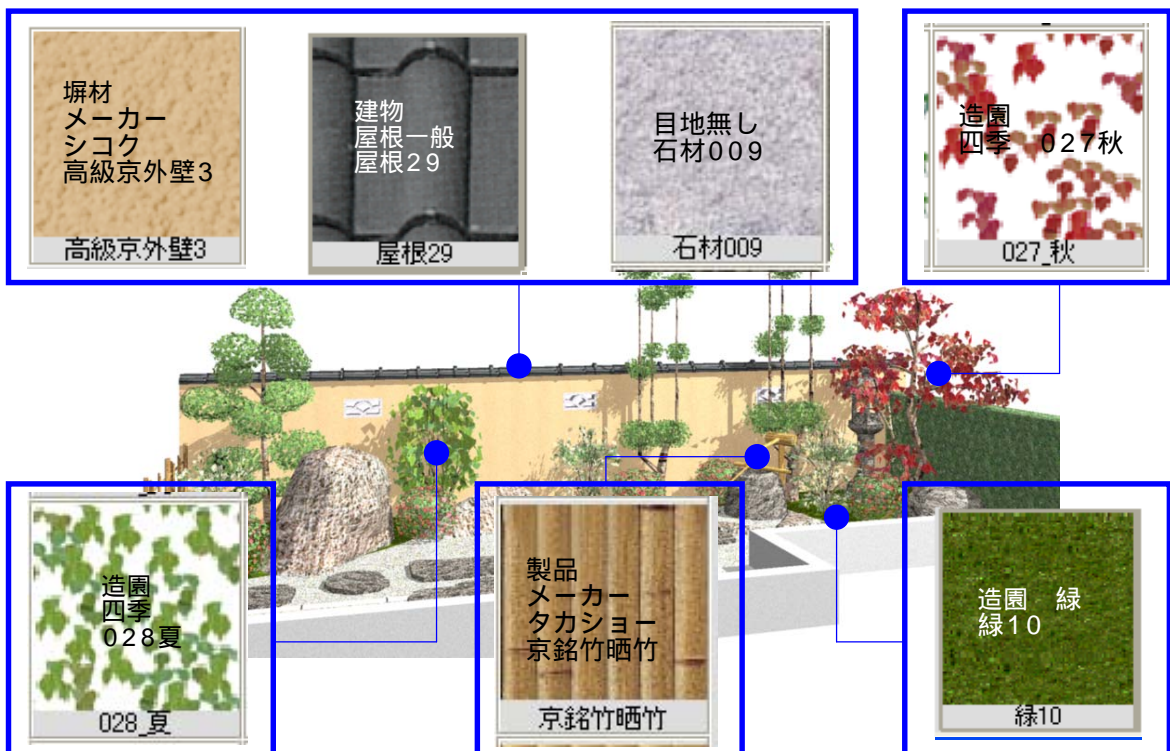 塀材
メーカー
シコク
高級京外壁3
高級京外壁3
建物
屋根一般
屋根29
屋根29
目地無し
石材009
石材009
造園
四季　027秋
027_秋
造園
四季
028夏
028_夏
製品
メーカー
タカショー
京銘竹晒竹
京銘竹晒竹
造園　緑
緑10
緑10